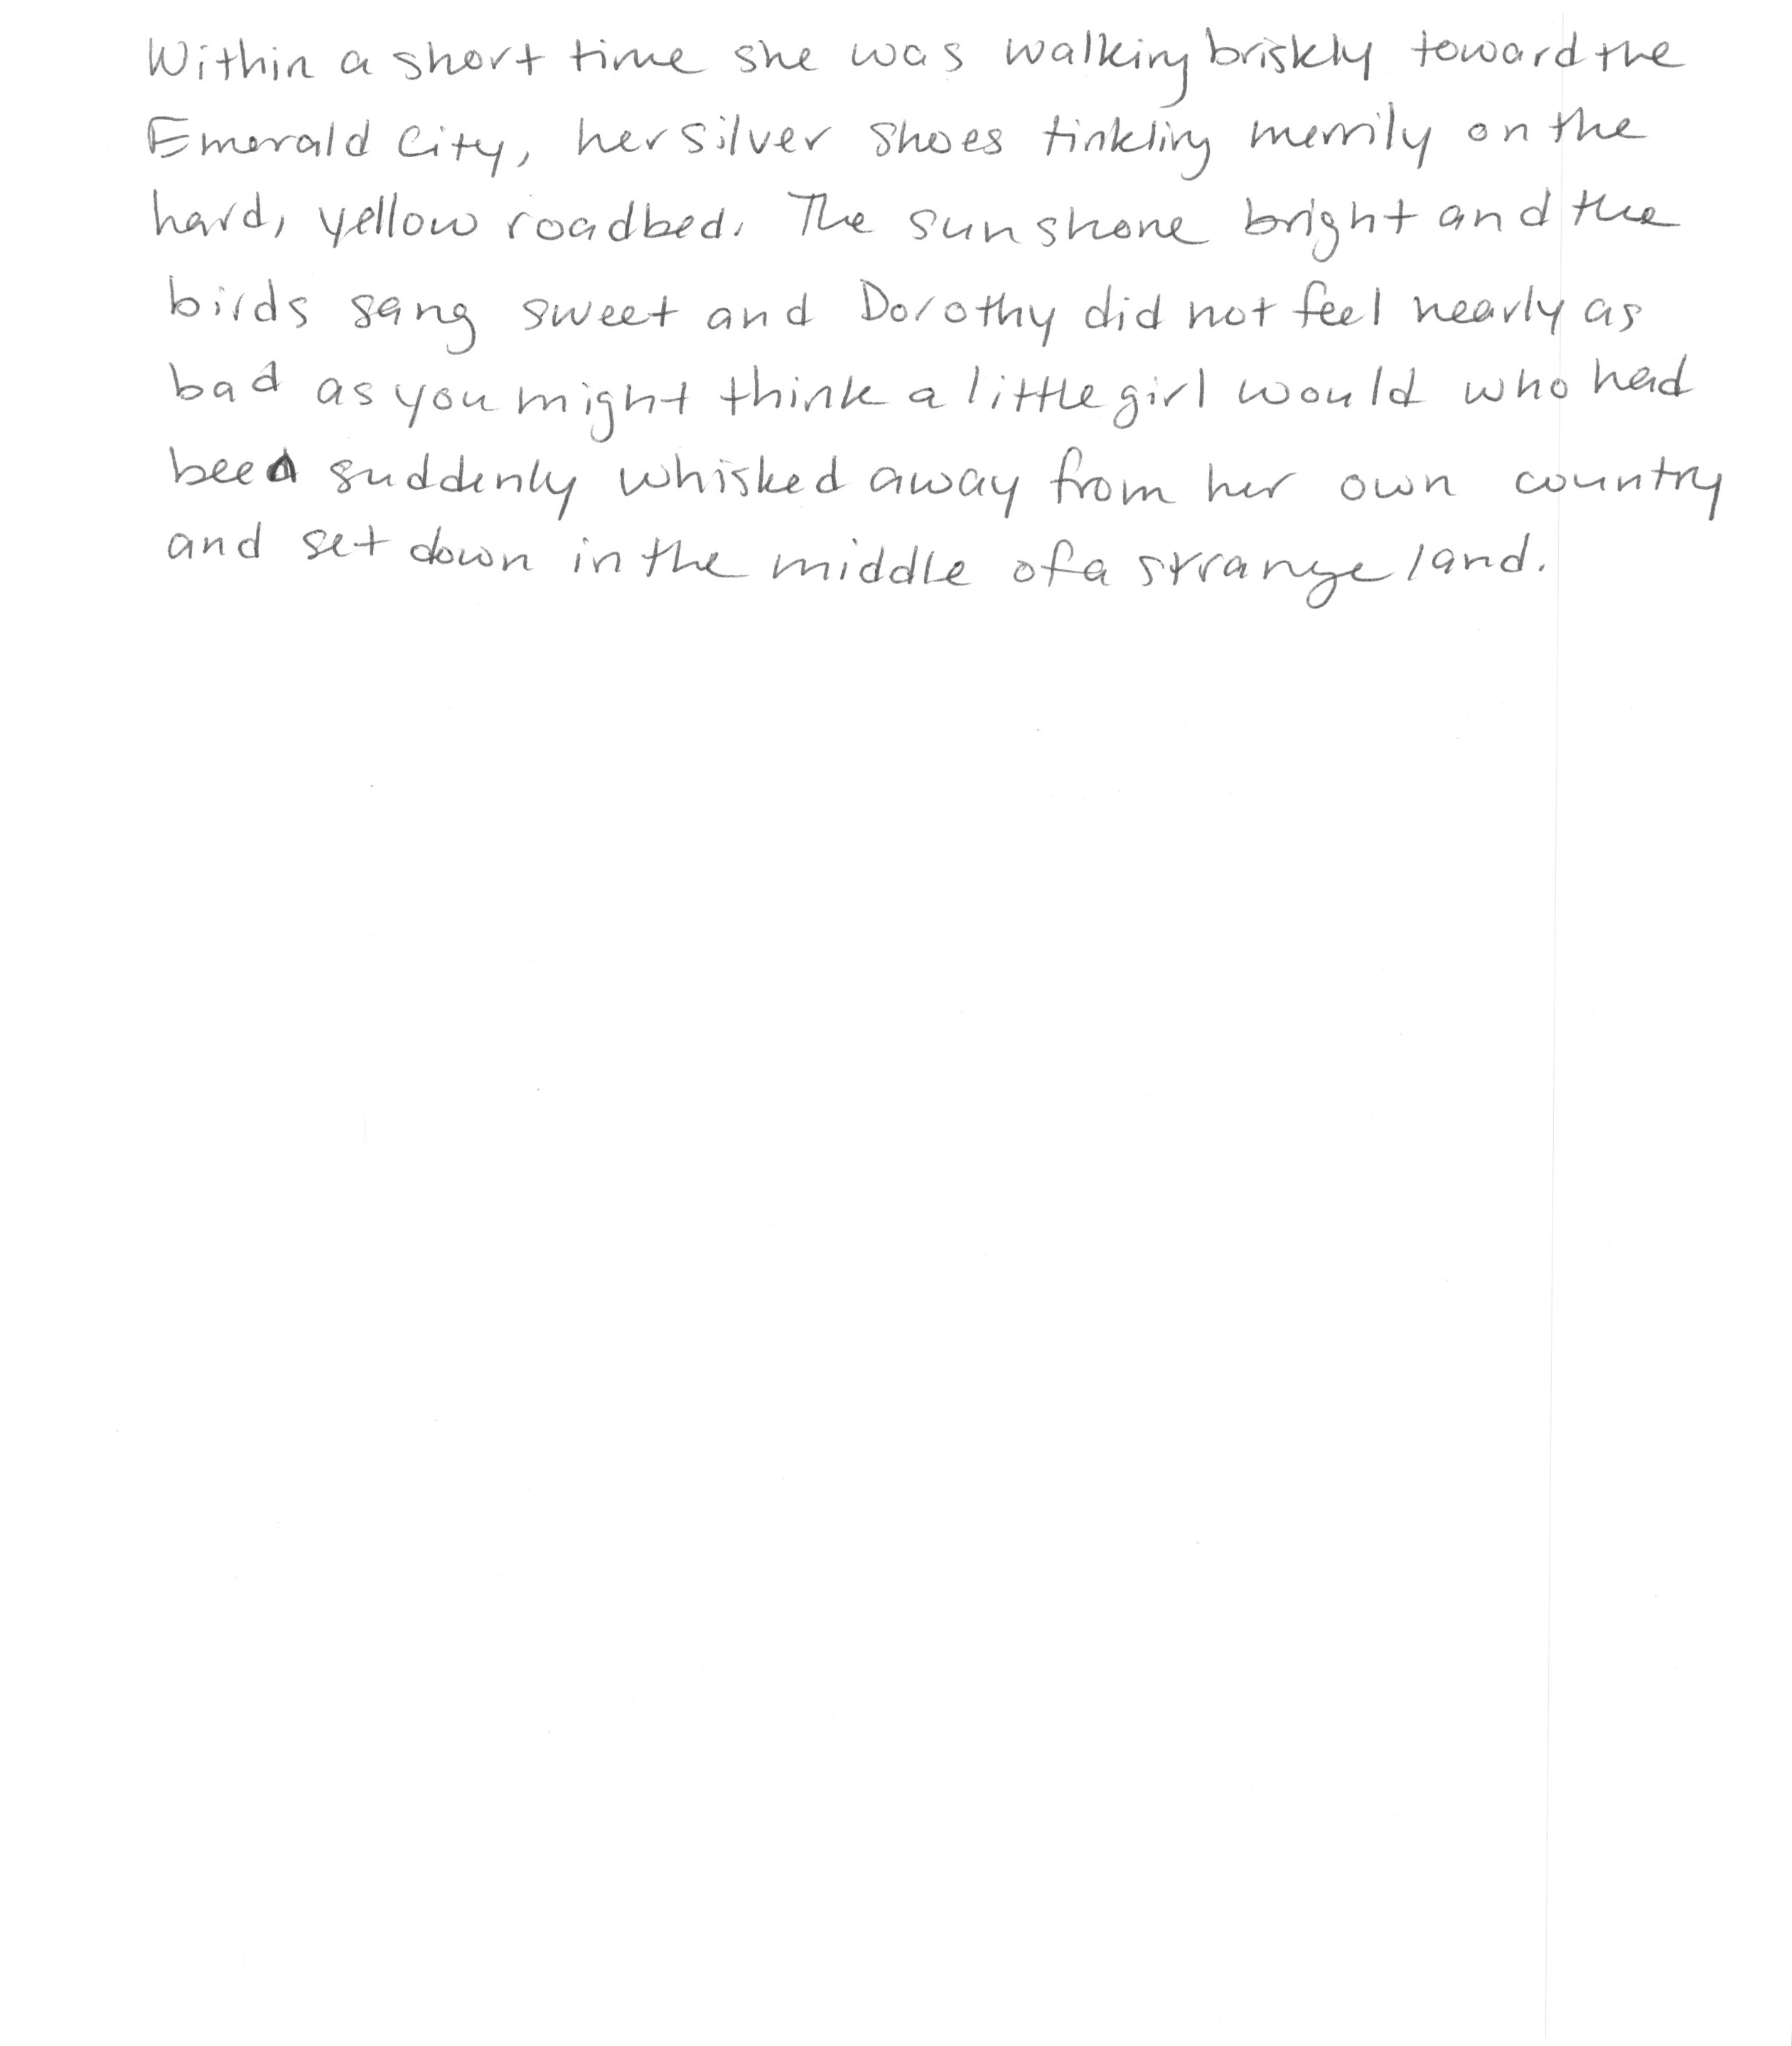 Within a short time she was walking briskly toward the
Emerald City, her silver shoes tinkling merrily on the
hard, yellow roadbed. The sun shone bright and the
birds sang sweet and Dorothy did not feel nearly as
bad as you might think a little girl would who had
been suddenly whisked away from her own country
and set down in the middle of a strange land.